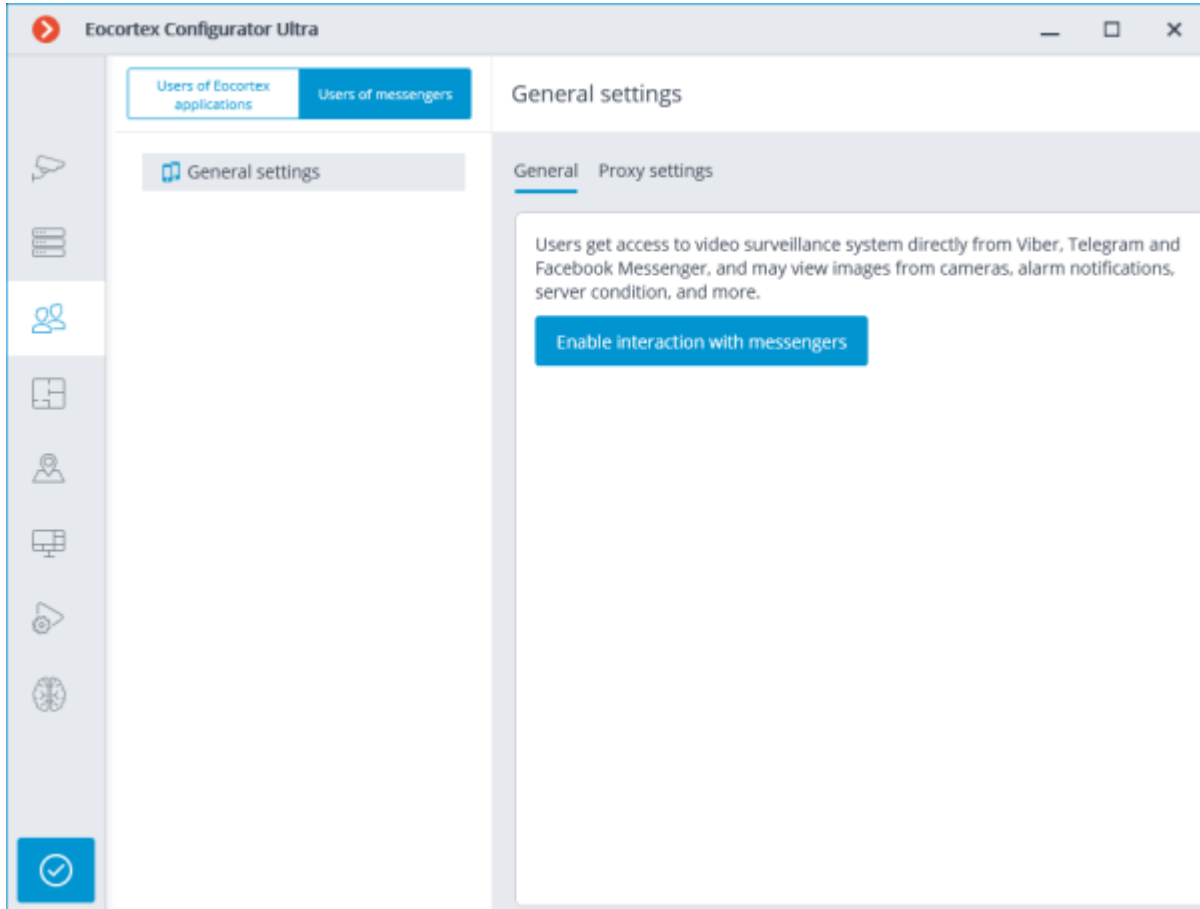 Eocortex Configurator Ultra
Users of Eocortex
applications
Users of messengers
General settings
General settings
General Proxy settings
Users get access to video surveillance system directly from Viber, Telegram and
Facebook Messenger, and may view images from cameras, alarm notifications,
server condition, and more.
Enable interaction with messengers